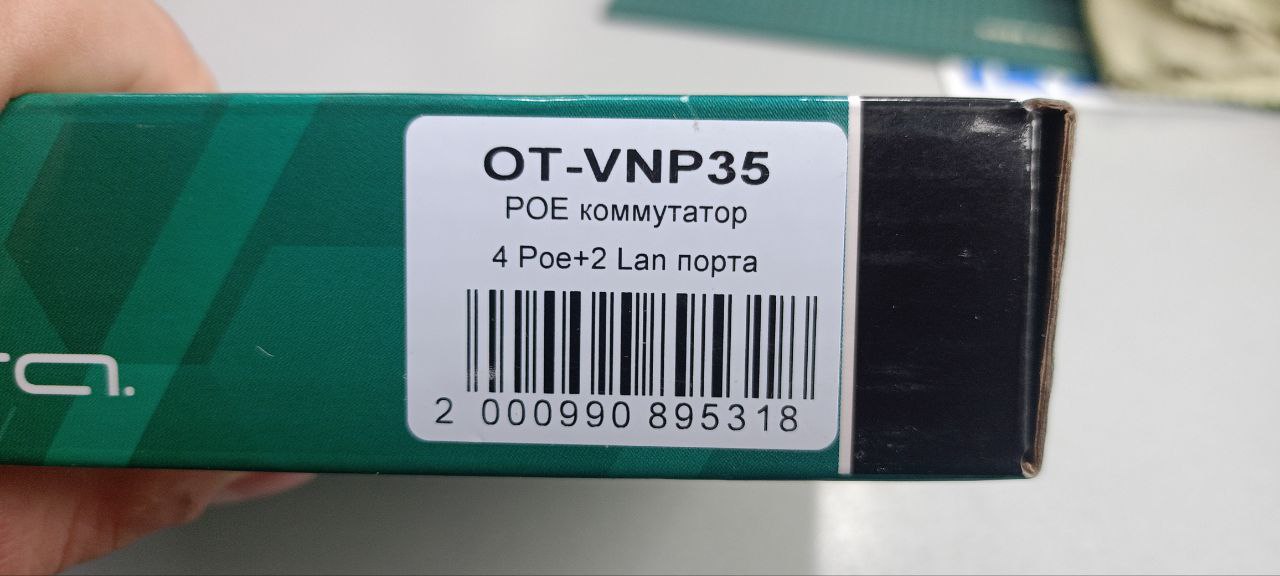 OT-VNP35
POE коммутатор
4 Poe+2 Lan порта
2 000990 895318